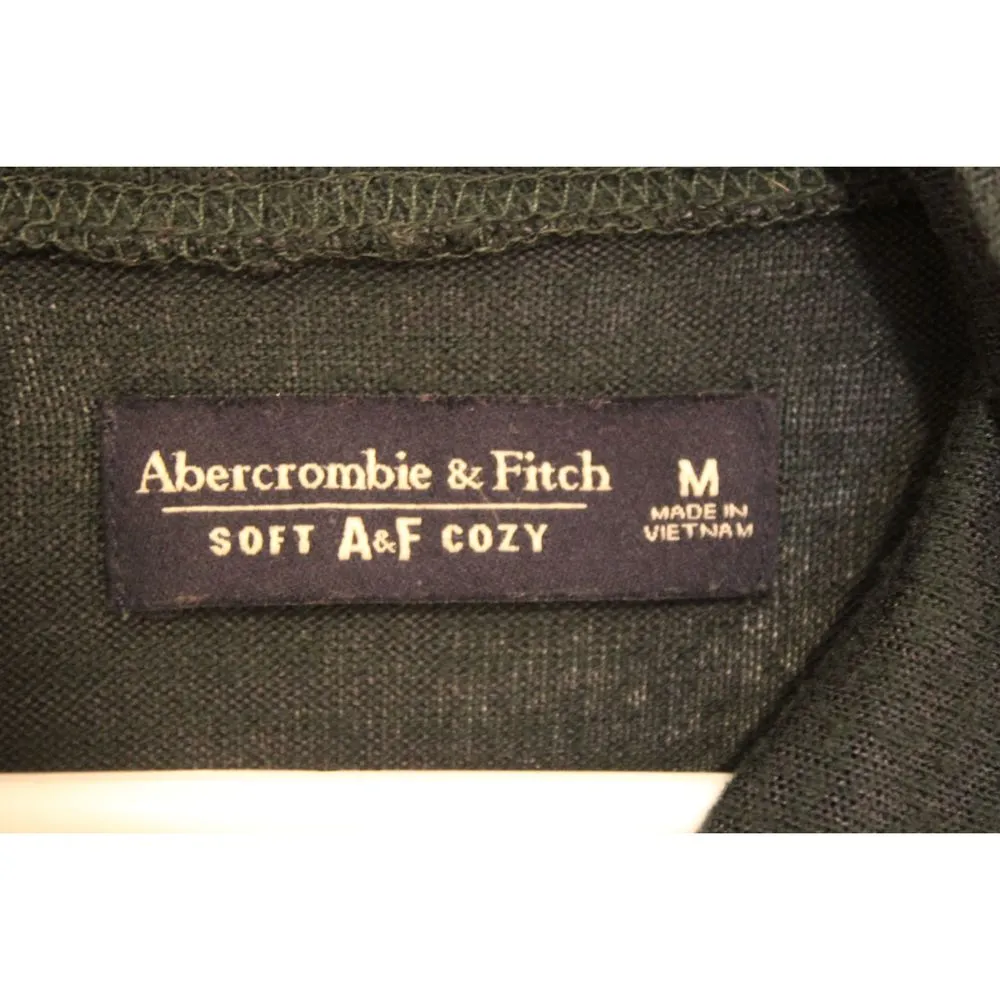 Abercrombie & Fitch
SOFT A&F COZY
M
MADE IN
VIETNAM